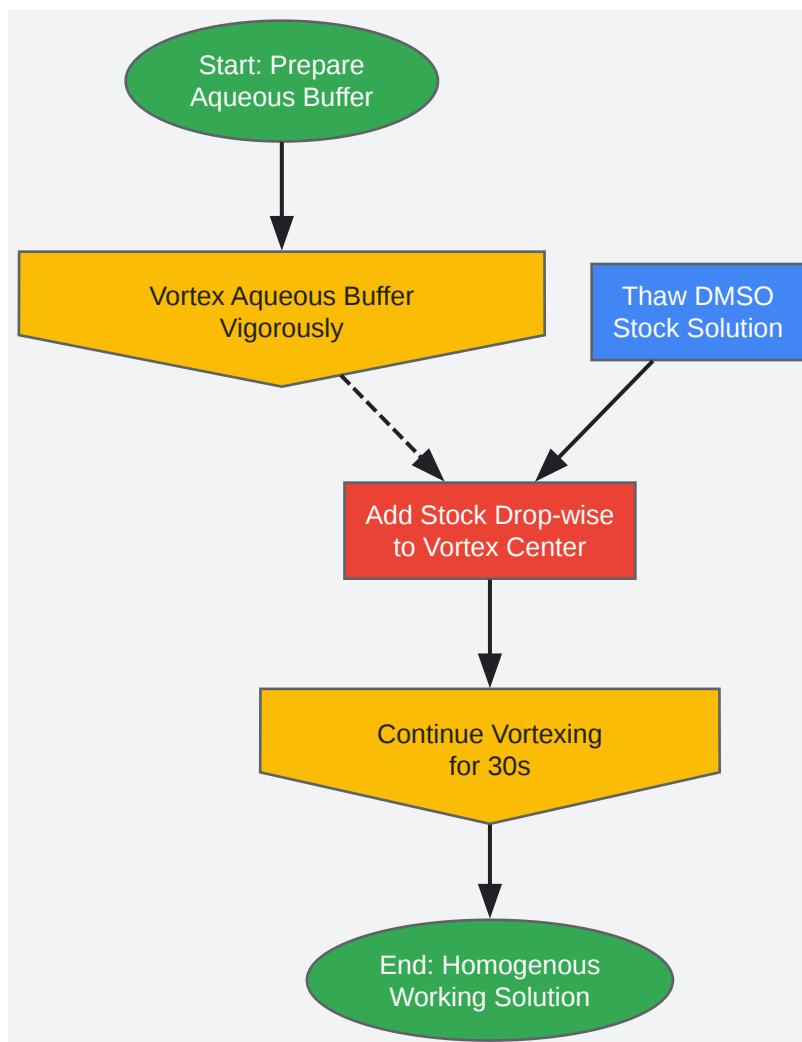 Start: Prepare
Aqueous Buffer
Vortex Aqueous Buffer
Vigorously
Thaw DMSO
Stock Solution
Add Stock Drop-wise
to Vortex Center
Continue Vortexing
for 30s
End: Homogenous
Working Solution